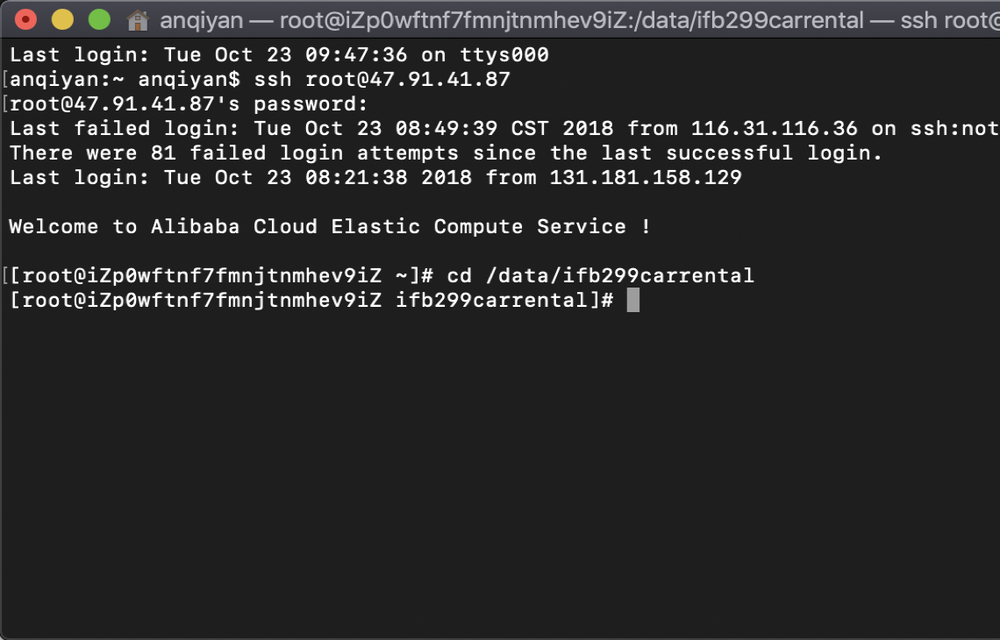 anqiyan — root@iZp0wftnf7fmnjtnmhev9iZ:/data/ifb299carrental — ssh root@
Last login: Tue Oct 23 09:47:36 on ttys000
[anqiyan:~ anqiyan$ ssh root@47.91.41.87
[root@47.91.41.87's password:
Last failed login: Tue Oct 23 08:49:39 CST 2018 from 116.31.116.36 on ssh:not
There were 81 failed login attempts since the last successful login.
Last login: Tue Oct 23 08:21:38 2018 from 131.181.158.129
Welcome to Alibaba Cloud Elastic Compute Service !
[[root@iZp0wftnf7fmnjtnmhev9iZ ~]# cd /data/ifb299carrental
[root@iZp0wftnf7fmnjtnmhev9iZ ifb299carrental]#